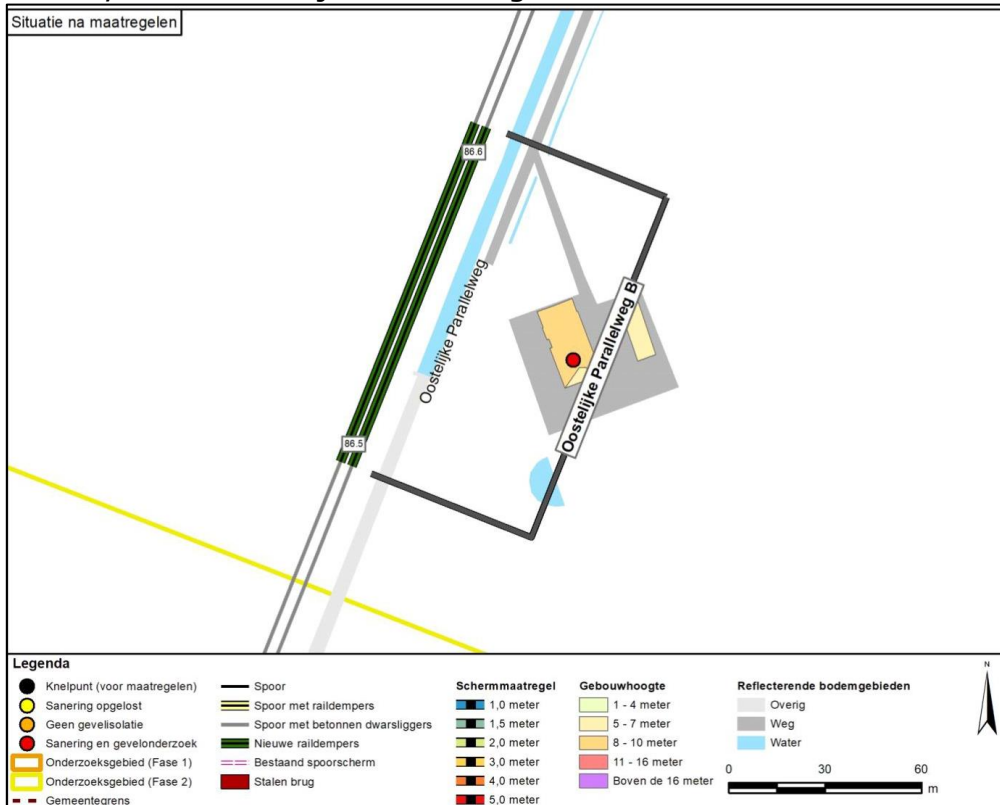 Situatie na maatregelen
86.6
Oostelijke Parallelweg
Oostelijke Parallelweg B
86.5
Legenda
Knelpunt (voor maatregelen)
Sanering opgelost
Geen gevelisolatie
Sanering en gevelonderzoek
Onderzoeksgebied (Fase 1)
Onderzoeksgebied (Fase 2)
Gemeentegrens
Spoor
Spoor met raildempers
Spoor met betonnen dwarsliggers
Nieuwe raildempers
Bestaand spoorscherm
Stalen brug
Schermmaatregel
1,0 meter
1,5 meter
2,0 meter
3,0 meter
4,0 meter
5,0 meter
Gebouwhoogte
1 - 4 meter
5 - 7 meter
8 - 10 meter
11 - 16 meter
Boven de 16 meter
Reflecterende bodemgebieden
Overig
Weg
Water
N
0 30 60
m